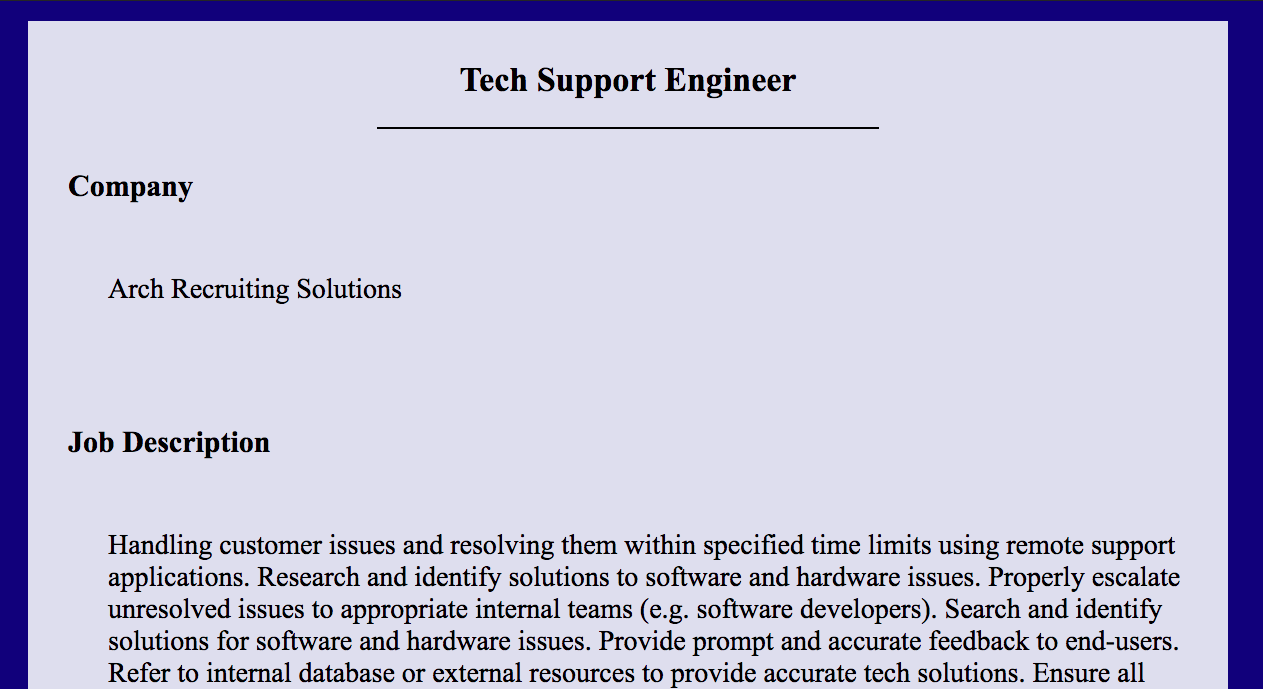 Tech Support Engineer
Company
Arch Recruiting Solutions
Job Description
Handling customer issues and resolving them within specified time limits using remote support
applications. Research and identify solutions to software and hardware issues. Properly escalate
unresolved issues to appropriate internal teams (e.g. software developers). Search and identify
solutions for software and hardware issues. Provide prompt and accurate feedback to end-users.
Refer to internal database or external resources to provide accurate tech solutions. Ensure all